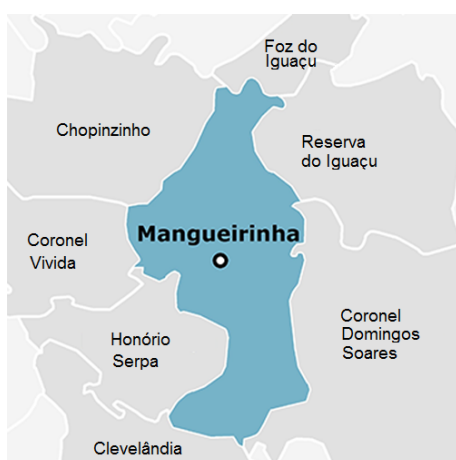 Foz do
Iguaçu
Chopinzinho
Reserva
do Iguaçu
Mangueirinha
Coronel
Vivida
Coronel
Domingos
Soares
Honório
Serpa
Clevelândia